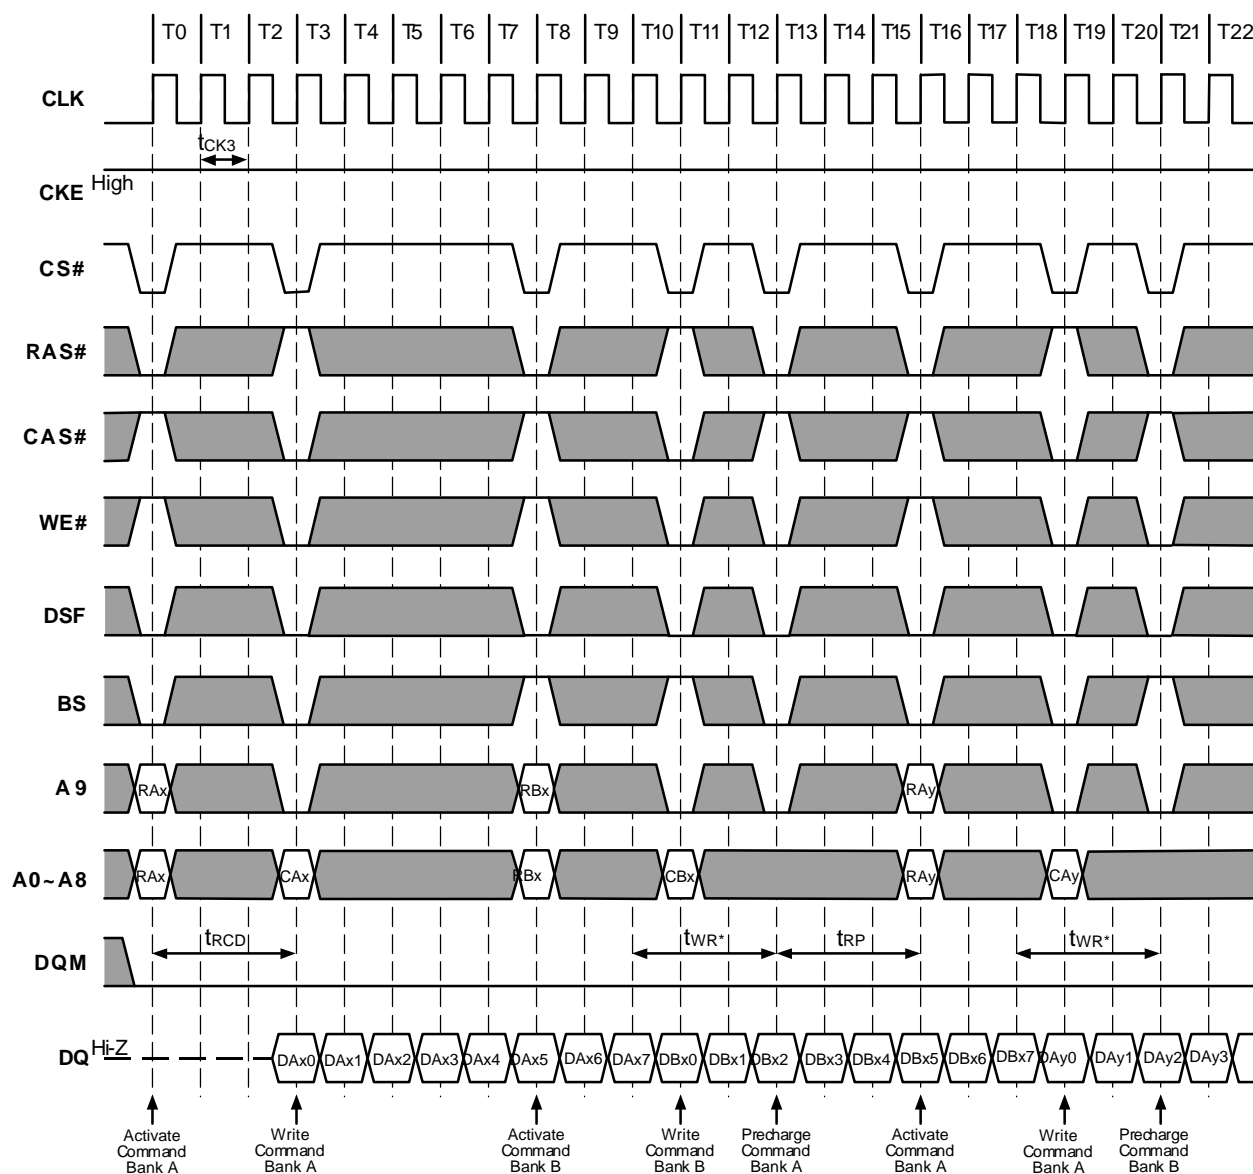 T0 T1 T2 T3 T4 T5 T6 T7 T8 T9 T10 T11 T12 T13 T14 T15 T16 T17 T18 T19 T20 T21 T22
CLK
tCK3
CKE High
CS#
RAS#
CAS#
WE#
DSF
BS
A9 RAx RBx RAy
A0~A8 RAx CAx RBx CBx RAy CAy
tRCD tWR* tRP tWR*
DQM
DQ Hi-Z DAx0 DAx1 DAx2 DAx3 DAx4 DAx5 DAx6 DAx7 DBx0 DBx1 DBx2 DBx3 DBx4 DBx5 DBx6 DBx7 DAy0 DAy1 DAy2 DAy3
Activate Write Activate Write Precharge Activate Write Precharge
Command Command Command Command Command Command Command Command
Bank A Bank A Bank B Bank B Bank A Bank A Bank A Bank B